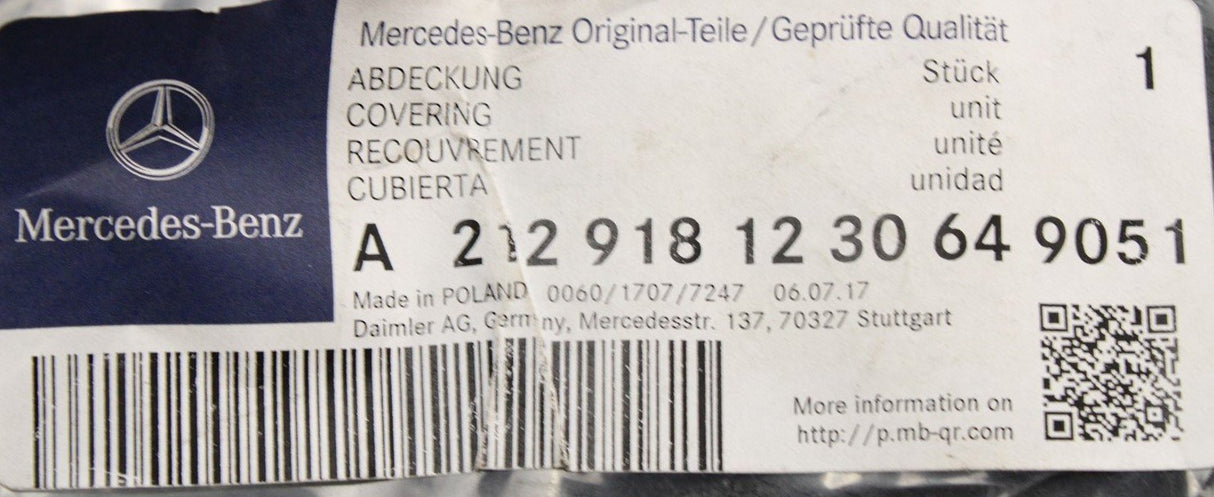 Mercedes-Benz Original-Teile/Geprüfte Qualität
ABDECKUNG Stück 1
COVERING unit
RECOUVREMENT unité
CUBIERTA unidad
Mercedes-Benz
A 212 918 12 30 64 9051
Made in POLAND 0060/1707/7247 06.07.17
Daimler AG, Germany, Mercedesstr. 137, 70327 Stuttgart
More information on
http://p.mb-qr.com